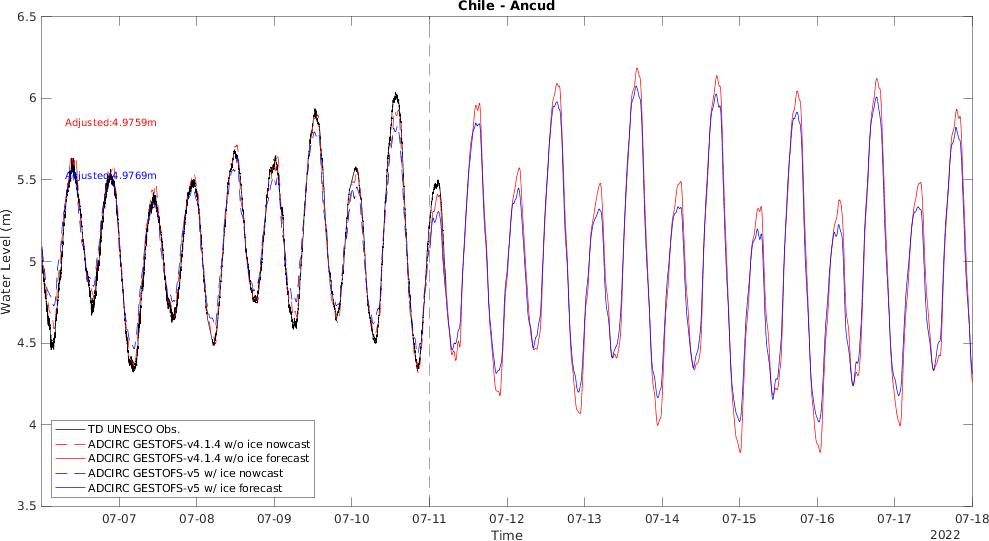 Chile - Ancud
6.5
6
5.5
5
4.5
4
3.5
Water Level (m)
Adjusted:4.9759m
Adjusted:4.9769m
TD UNESCO Obs.
ADCIRC GESTOFS-v4.1.4 w/o ice nowcast
ADCIRC GESTOFS-v4.1.4 w/o ice forecast
ADCIRC GESTOFS-v5 w/ ice nowcast
ADCIRC GESTOFS-v5 w/ ice forecast
07-07 07-08 07-09 07-10 07-11 07-12 07-13 07-14 07-15 07-16 07-17 07-18
Time
2022